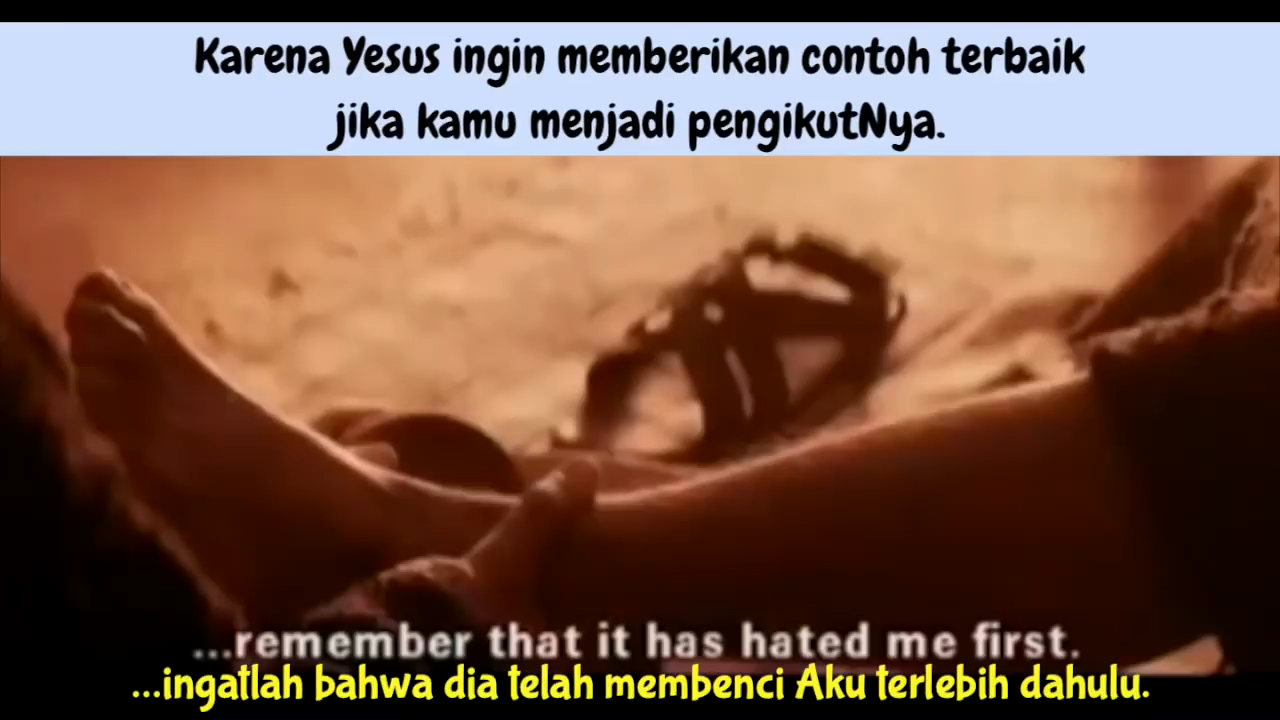 Karena Yesus ingin memberikan contoh terbaik
jika kamu menjadi pengikutNya.
...remember that it has hated me first.
...ingatlah bahwa dia telah membenci Aku terlebih dahulu.